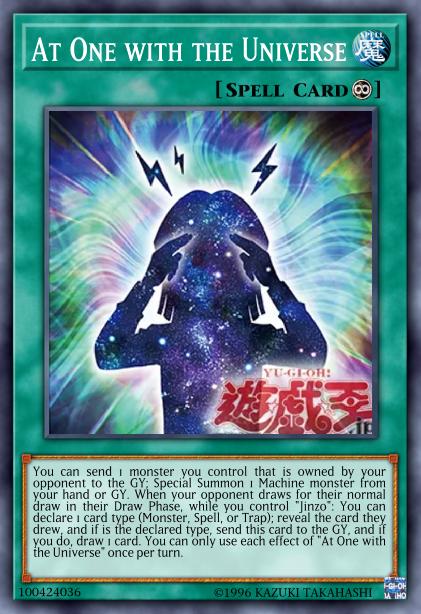 At One with the Universe
SPELL
魔
[Spell Card]
YU-GI-OH!
遊戯王
.jp
You can send 1 monster you control that is owned by your
opponent to the GY; Special Summon 1 Machine monster from
your hand or GY. When your opponent draws for their normal
draw in their Draw Phase, while you control "Jinzo": You can
declare 1 card type (Monster, Spell, or Trap); reveal the card they
drew, and if is the declared type, send this card to the GY, and if
you do, draw 1 card. You can only use each effect of "At One with
the Universe" once per turn.
100424036
©1996 KAZUKI TAKAHASHI